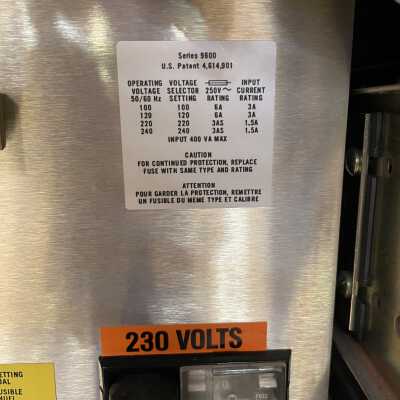 Series 9600
U.S. Patent 4,614,901
OPERATING VOLTAGE INPUT
VOLTAGE SELECTOR 250V~ CURRENT
50/60 Hz SETTING RATING RATING
100 100 6A 3A
120 120 6A 3A
220 220 3AS 1.5A
240 240 3AS 1.5A
INPUT 400 VA MAX
CAUTION
FOR CONTINUED PROTECTION, REPLACE
FUSE WITH SAME TYPE AND RATING
ATTENTION
POUR GARDER LA PROTECTION, REMETTRE
UN FUSIBLE DU MEME TYPE ET CALIBRE
230 VOLTS